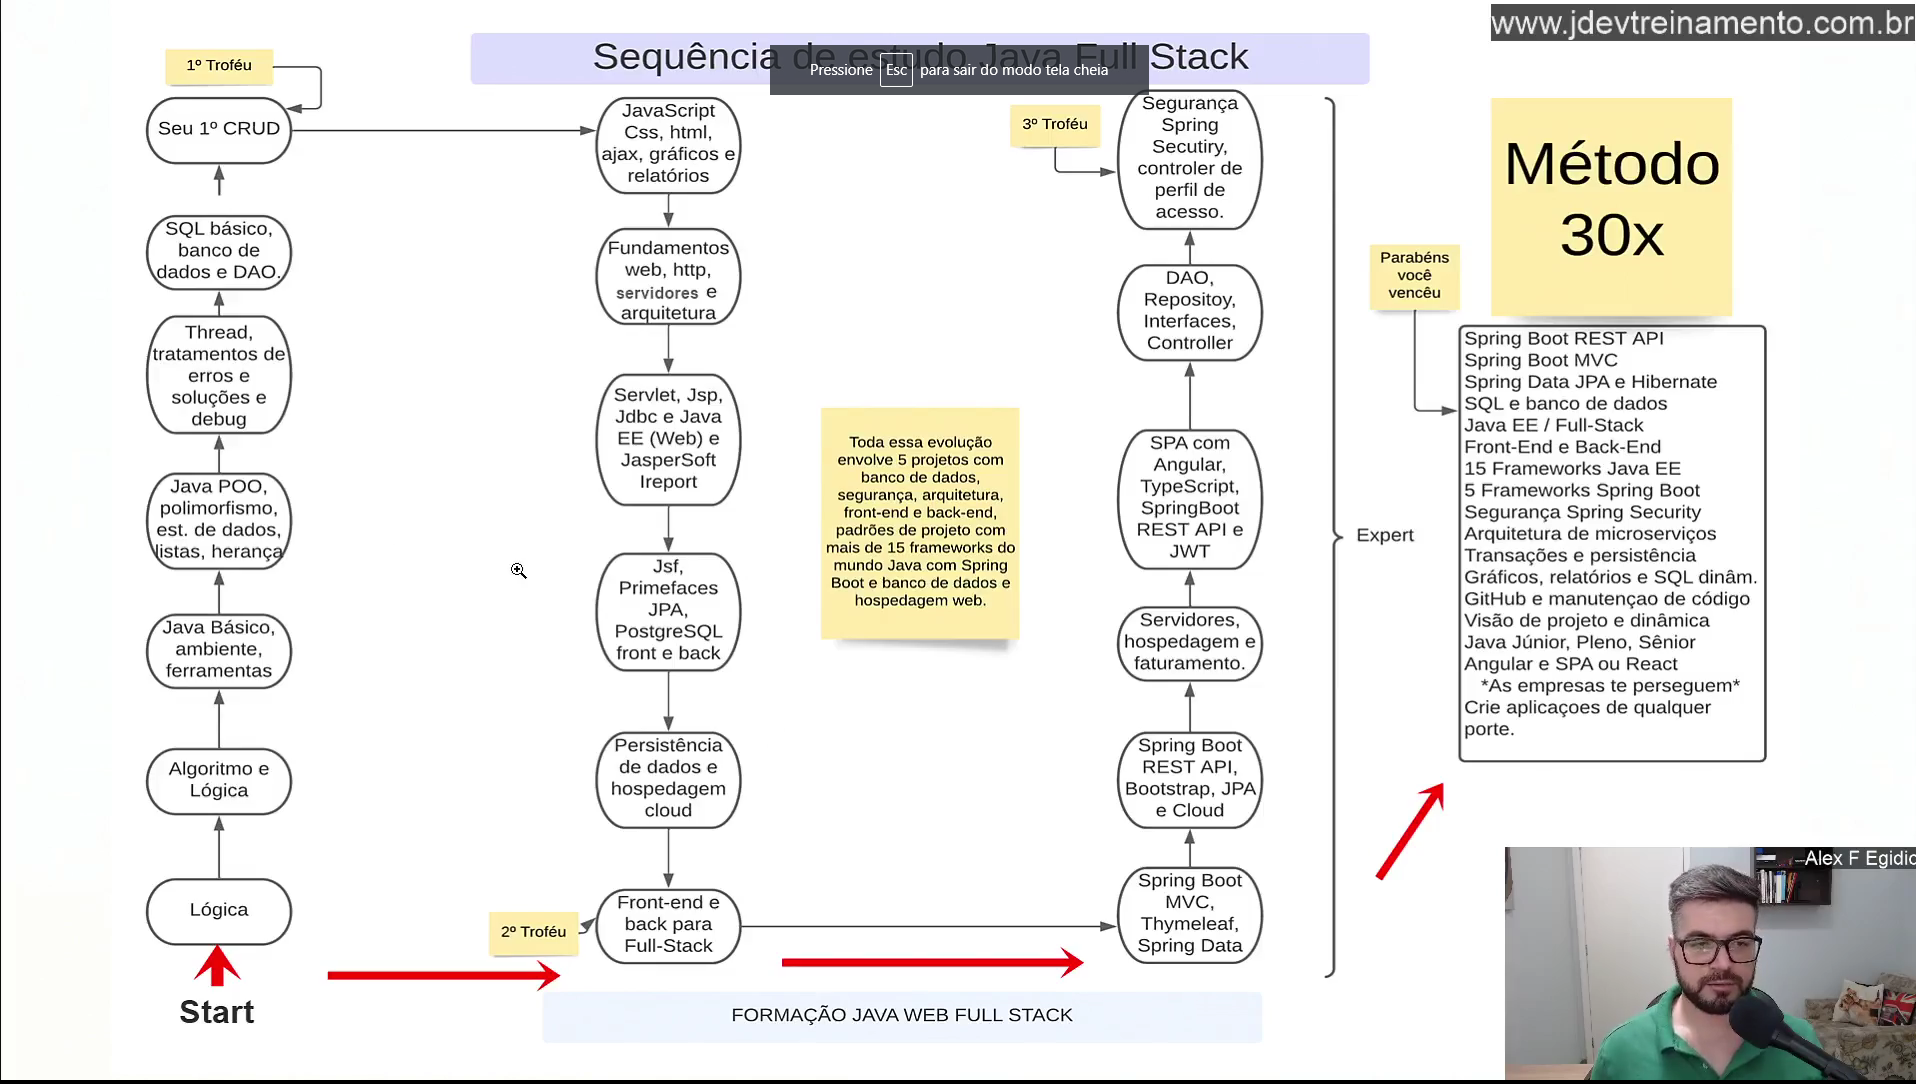 www.jdevtreinamento.com.br
Sequência de estudo Java Full Stack
Pressione Esc para sair do modo tela cheia
1º Troféu
Seu 1º CRUD
SQL básico,
banco de
dados e DAO.
Thread,
tratamentos de
erros e
soluções e
debug
Java POO,
polimorfismo,
est. de dados,
listas, herança
Java Básico,
ambiente,
ferramentas
Algoritmo e
Lógica
Lógica
Start
JavaScript
Css, html,
ajax, gráficos e
relatórios
Fundamentos
web, http,
servidores e
arquitetura
Servlet, Jsp,
Jdbc e Java
EE (Web) e
JasperSoft
Ireport
Jsf,
Primefaces
JPA,
PostgreSQL
front e back
Persistência
de dados e
hospedagem
cloud
2º Troféu
Front-end e
back para
Full-Stack
Toda essa evolução
envolve 5 projetos com
banco de dados,
segurança, arquitetura,
front-end e back-end,
padrões de projeto com
mais de 15 frameworks do
mundo Java com Spring
Boot e banco de dados e
hospedagem web.
3º Troféu
Segurança
Spring
Secutiry,
controler de
perfil de
acesso.
DAO,
Repositoy,
Interfaces,
Controller
SPA com
Angular,
TypeScript,
SpringBoot
REST API e
JWT
Servidores,
hospedagem e
faturamento.
Spring Boot
REST API,
Bootstrap, JPA
e Cloud
Spring Boot
MVC,
Thymeleaf,
Spring Data
Expert
Método
30x
Parabéns
você
vencêu
Spring Boot REST API
Spring Boot MVC
Spring Data JPA e Hibernate
SQL e banco de dados
Java EE / Full-Stack
Front-End e Back-End
15 Frameworks Java EE
5 Frameworks Spring Boot
Segurança Spring Security
Arquitetura de microserviços
Transações e persistência
Gráficos, relatórios e SQL dinâm.
GitHub e manutençao de código
Visão de projeto e dinâmica
Java Júnior, Pleno, Sênior
Angular e SPA ou React
*As empresas te perseguem*
Crie aplicaçoes de qualquer
porte.
FORMAÇÃO JAVA WEB FULL STACK
Alex F Egidio